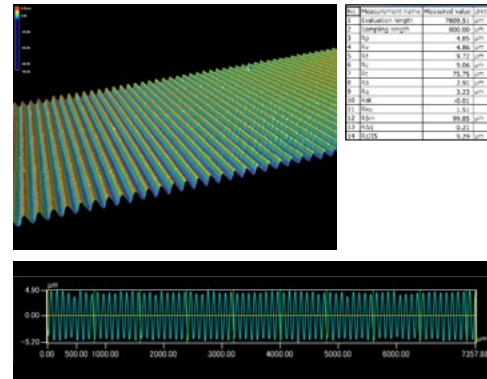 No. Measurement name Measured value Unit
1 Evaluation length 7809.51 µm
2 Sampling length 800.00 µm
3 Rp 4.85 µm
4 Rv 4.86 µm
5 Rz 9.72 µm
6 Rc 9.06 µm
7 Rt 75.75 µm
8 Ra 2.91 µm
9 Rq 3.23 µm
10 Rsk -0.01
11 Rku 1.51
12 RSm 99.85 µm
13 RΔq 0.21
14 RzJIS 9.29 µm
µm
4.90
0.00
-5.20
µm
0.00 500.00 1000.00 2000.00 3000.00 4000.00 5000.00 6000.00 7357.88